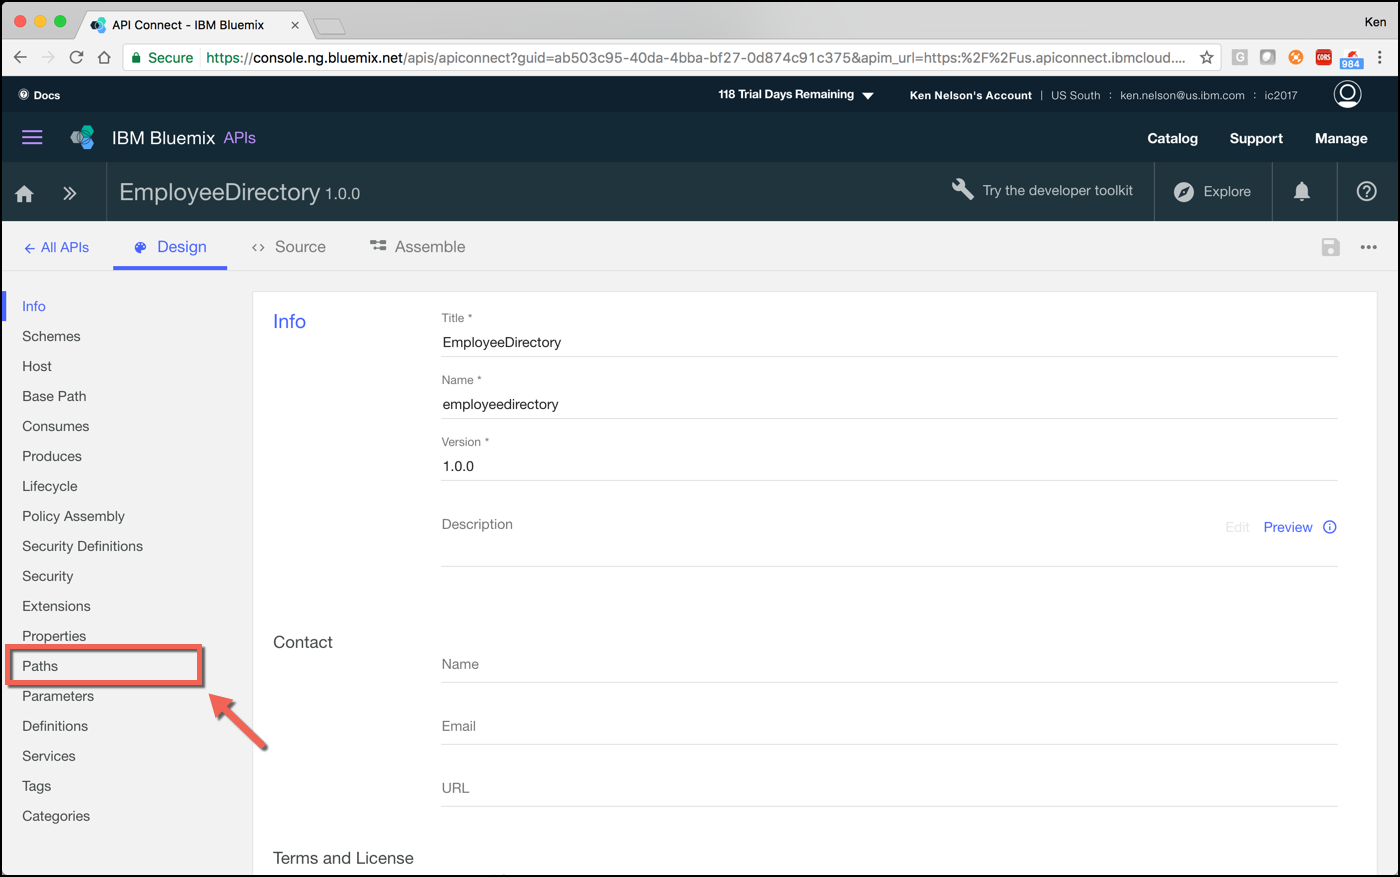 API Connect - IBM Bluemix
Ken
Secure https://console.ng.bluemix.net/apis/apiconnect?guid=ab503c95-40da-4bba-bf27-0d874c91c375&apim_url=https:%2F%2Fus.apiconnect.ibmcloud....
G
CORS
984
Docs
118 Trial Days Remaining
Ken Nelson's Account | US South : ken.nelson@us.ibm.com : ic2017
IBM Bluemix APIs
Catalog
Support
Manage
EmployeeDirectory 1.0.0
Try the developer toolkit
Explore
All APIs
Design
Source
Assemble
Info
Schemes
Host
Base Path
Consumes
Produces
Lifecycle
Policy Assembly
Security Definitions
Security
Extensions
Properties
Paths
Parameters
Definitions
Services
Tags
Categories
Info
Title *
EmployeeDirectory
Name *
employeedirectory
Version *
1.0.0
Description
Edit Preview
Contact
Name
Email
URL
Terms and License